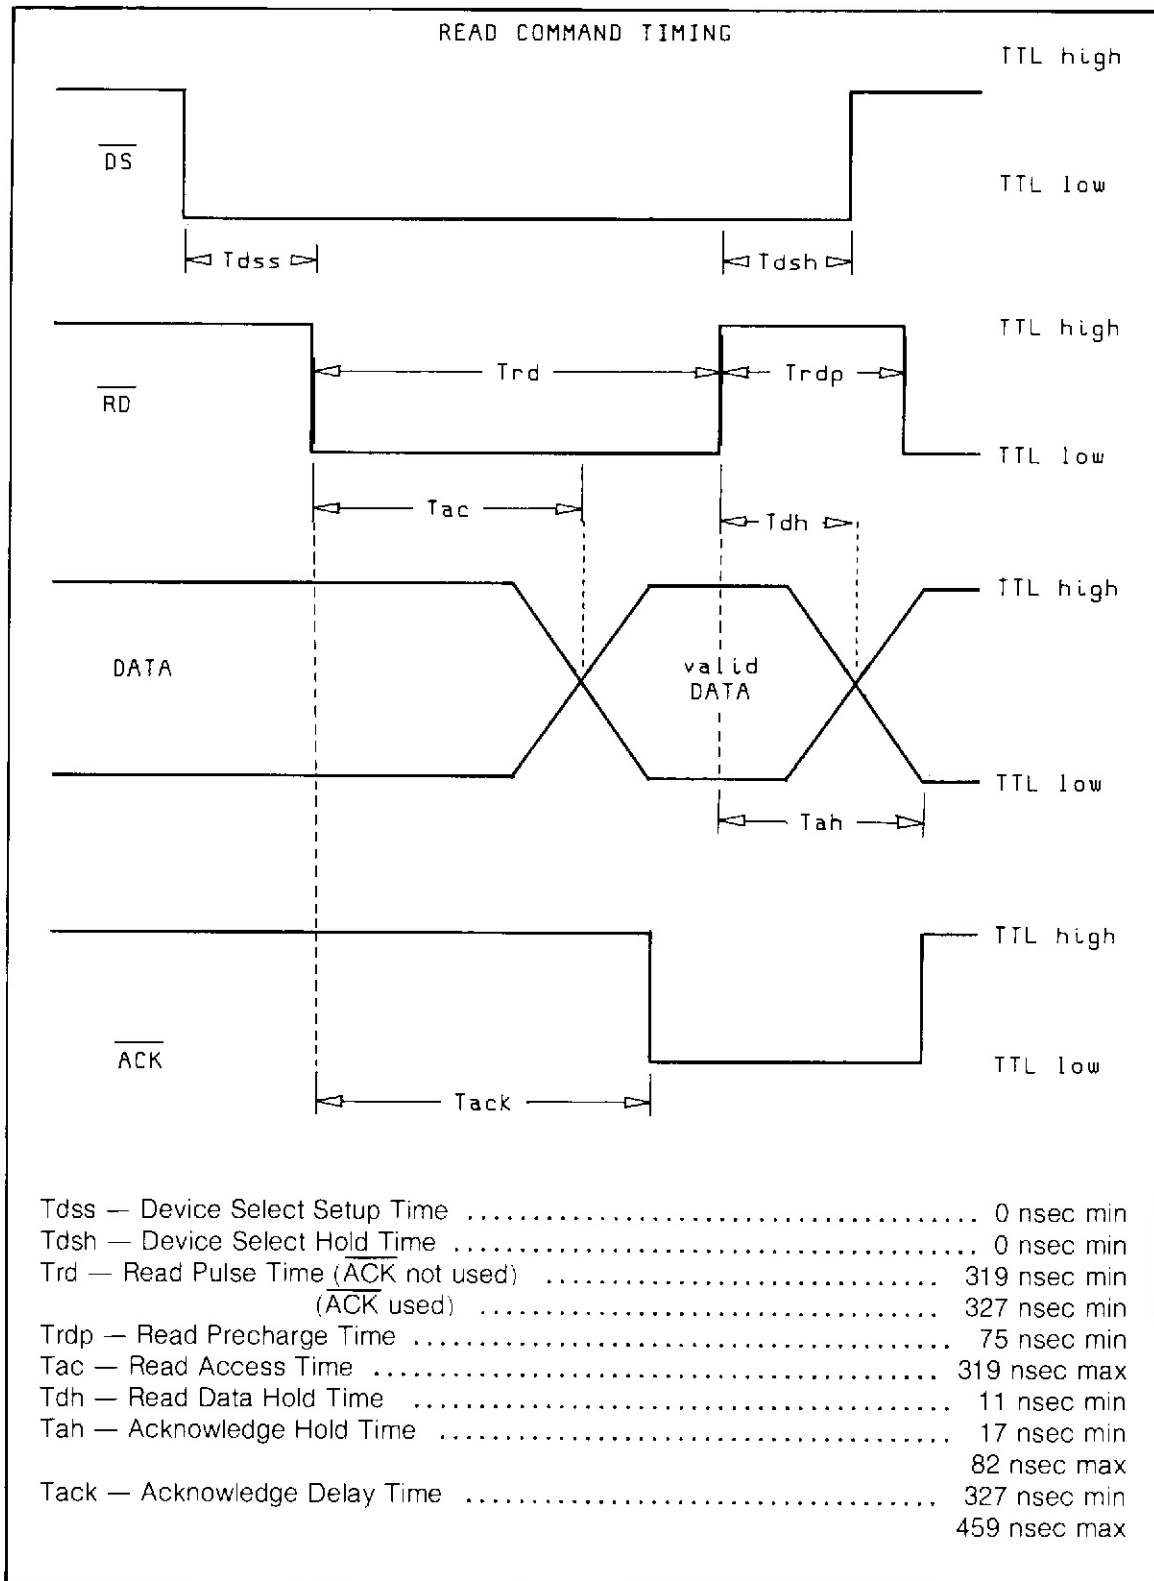 READ COMMAND TIMING
TTL high
DS
TTL low
Tdss
Tdsh
TTL high
Trd
Trdp
RD
TTL low
Tac
Tdh
TTL high
DATA
valid
DATA
TTL low
Tah
TTL high
ACK
TTL low
Tack
Tdss — Device Select Setup Time ....................................... 0 nsec min
Tdsh — Device Select Hold Time ........................................ 0 nsec min
Trd — Read Pulse Time (ACK not used) .............................. 319 nsec min
(ACK used) ................................... 327 nsec min
Trdp — Read Precharge Time ......................................... 75 nsec min
Tac — Read Access Time ........................................... 319 nsec max
Tdh — Read Data Hold Time ......................................... 11 nsec min
Tah — Acknowledge Hold Time ....................................... 17 nsec min
82 nsec max
Tack — Acknowledge Delay Time .................................... 327 nsec min
459 nsec max